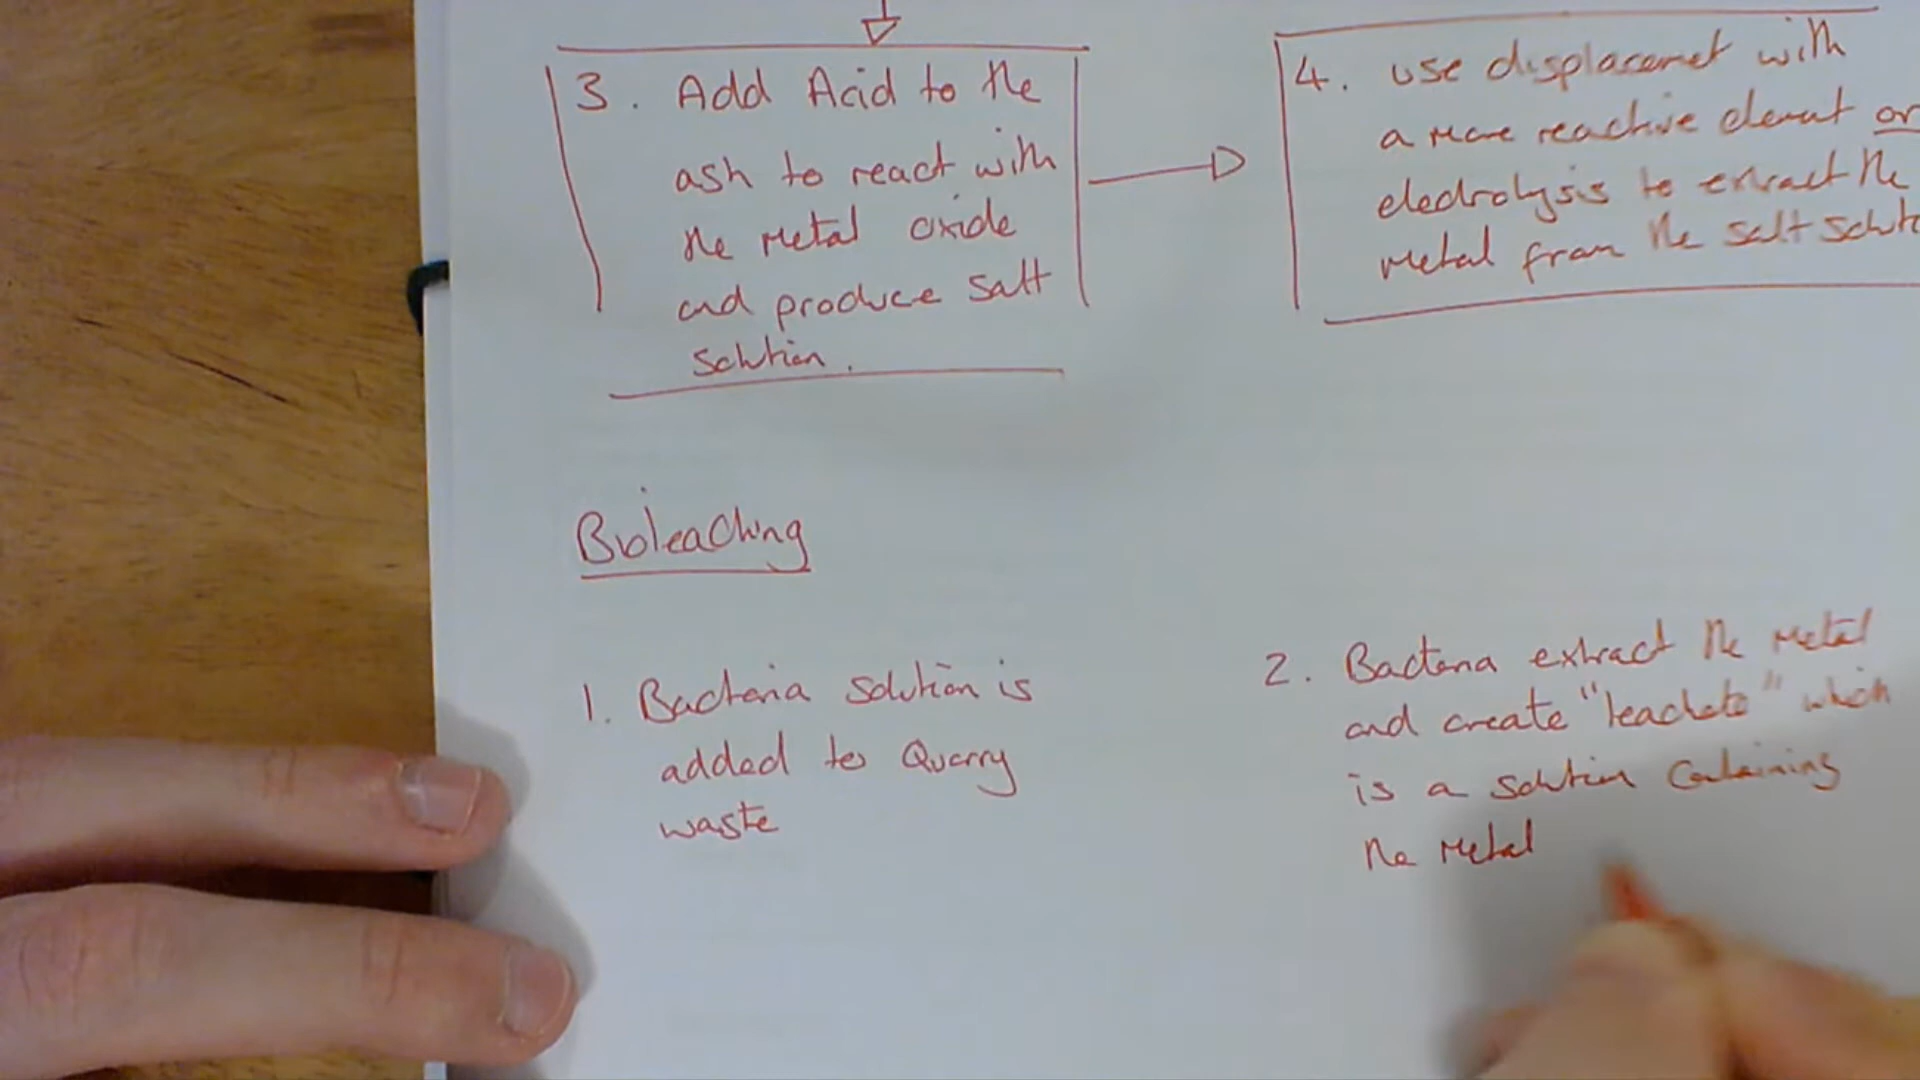 3. Add Acid to the
ash to react with
the metal oxide
and produce salt
solution.
4. use displacemet with
a more reactive element or
electrolysis to extract the
metal from the salt solut
Bioleaching
1. Bacteria solution is
added to Quarry
waste
2. Bacteria extract the metal
and create "leachate" which
is a solution containing
the metal